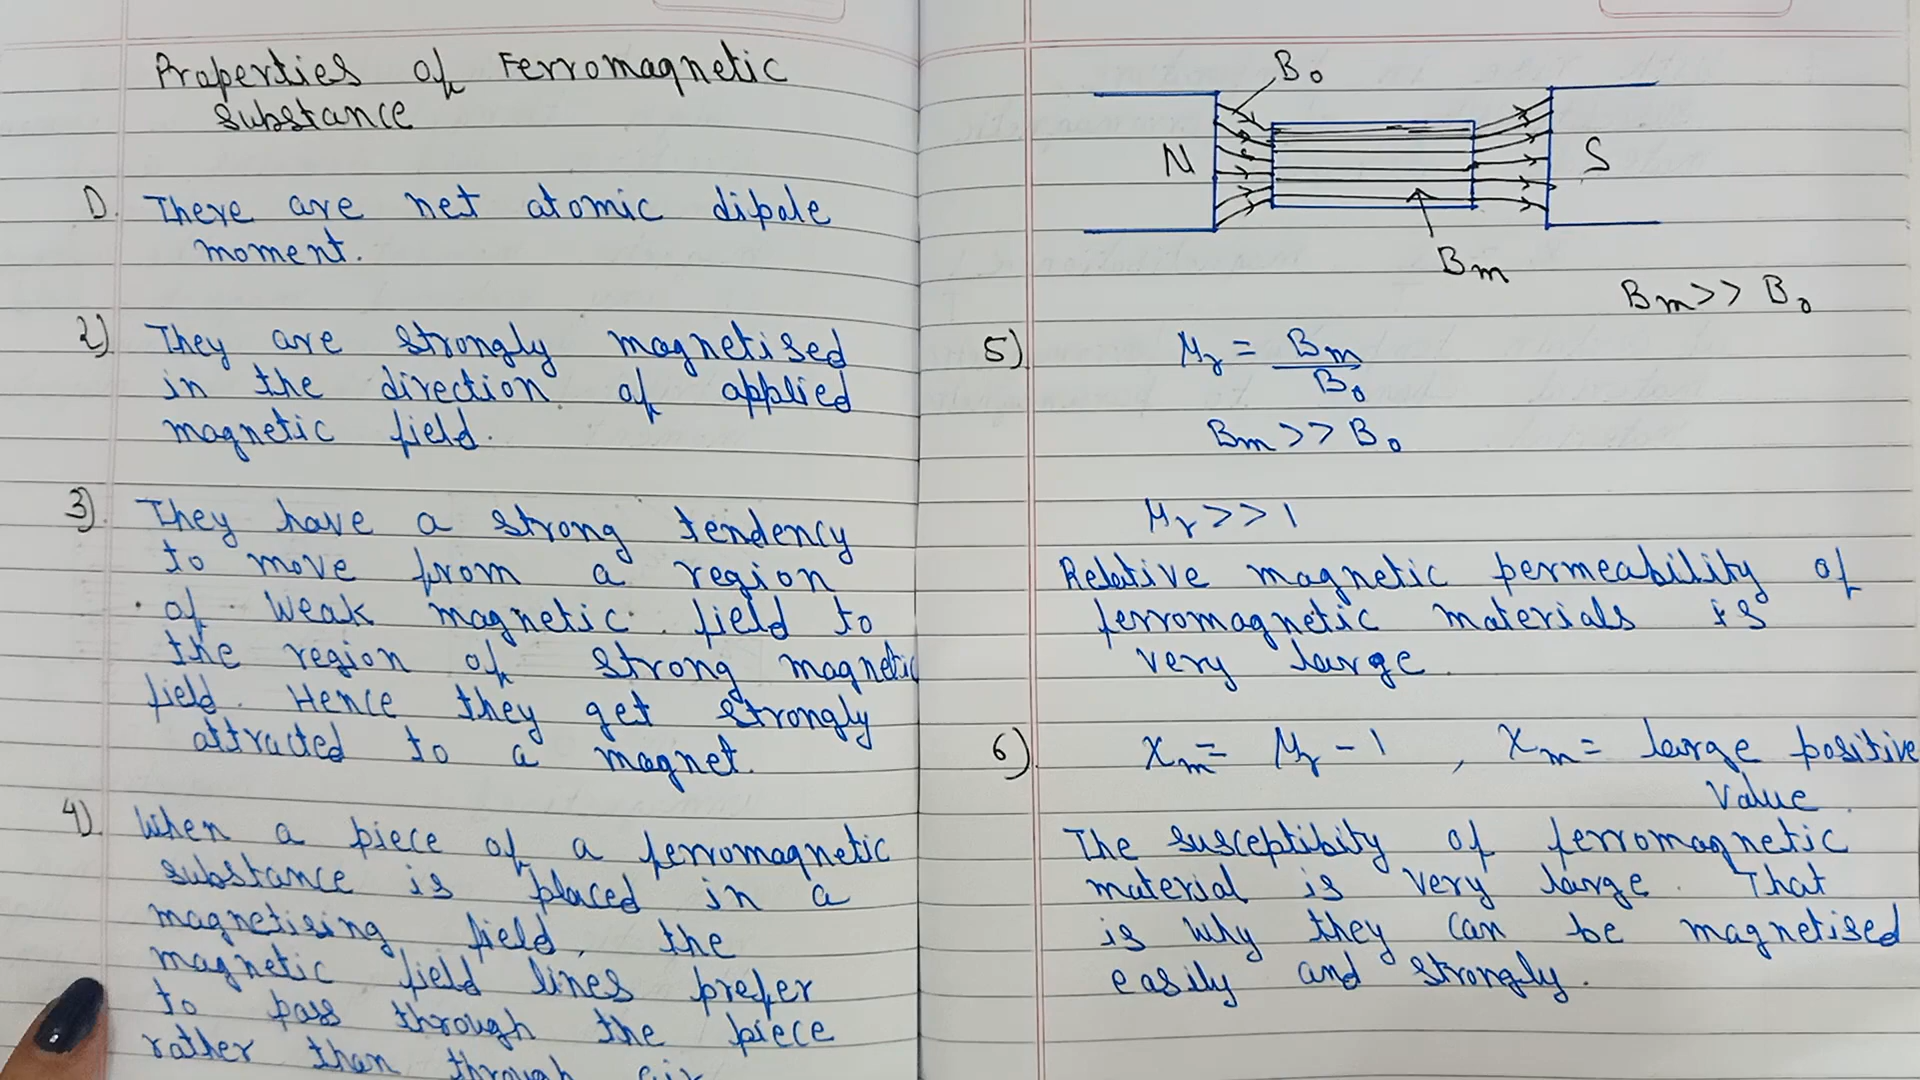 Properties of Ferromagnetic
substance
1). There are net atomic dipole
moment.
2) They are strongly magnetised
in the direction of applied
magnetic field.
3). They have a strong tendency
to move from a region
of weak magnetic field to
the region of strong magnetic
field. Hence they get strongly
attracted to a magnet.
4) When a piece of a ferromagnetic
substance is placed in a
magnetising field, the
magnetic field lines prefer
to pass through the piece
rather than through air
B₀
N S
Bm
Bm >> B₀
5) μr = Bm / B₀
Bm >> B₀
μr >> 1
Relative magnetic permeability of
ferromagnetic materials is
very large.
6). χm = μr - 1 , χm = large positive
value.
The susceptibity of ferromagnetic
material is very large. That
is why they can be magnetised
easily and strongly.